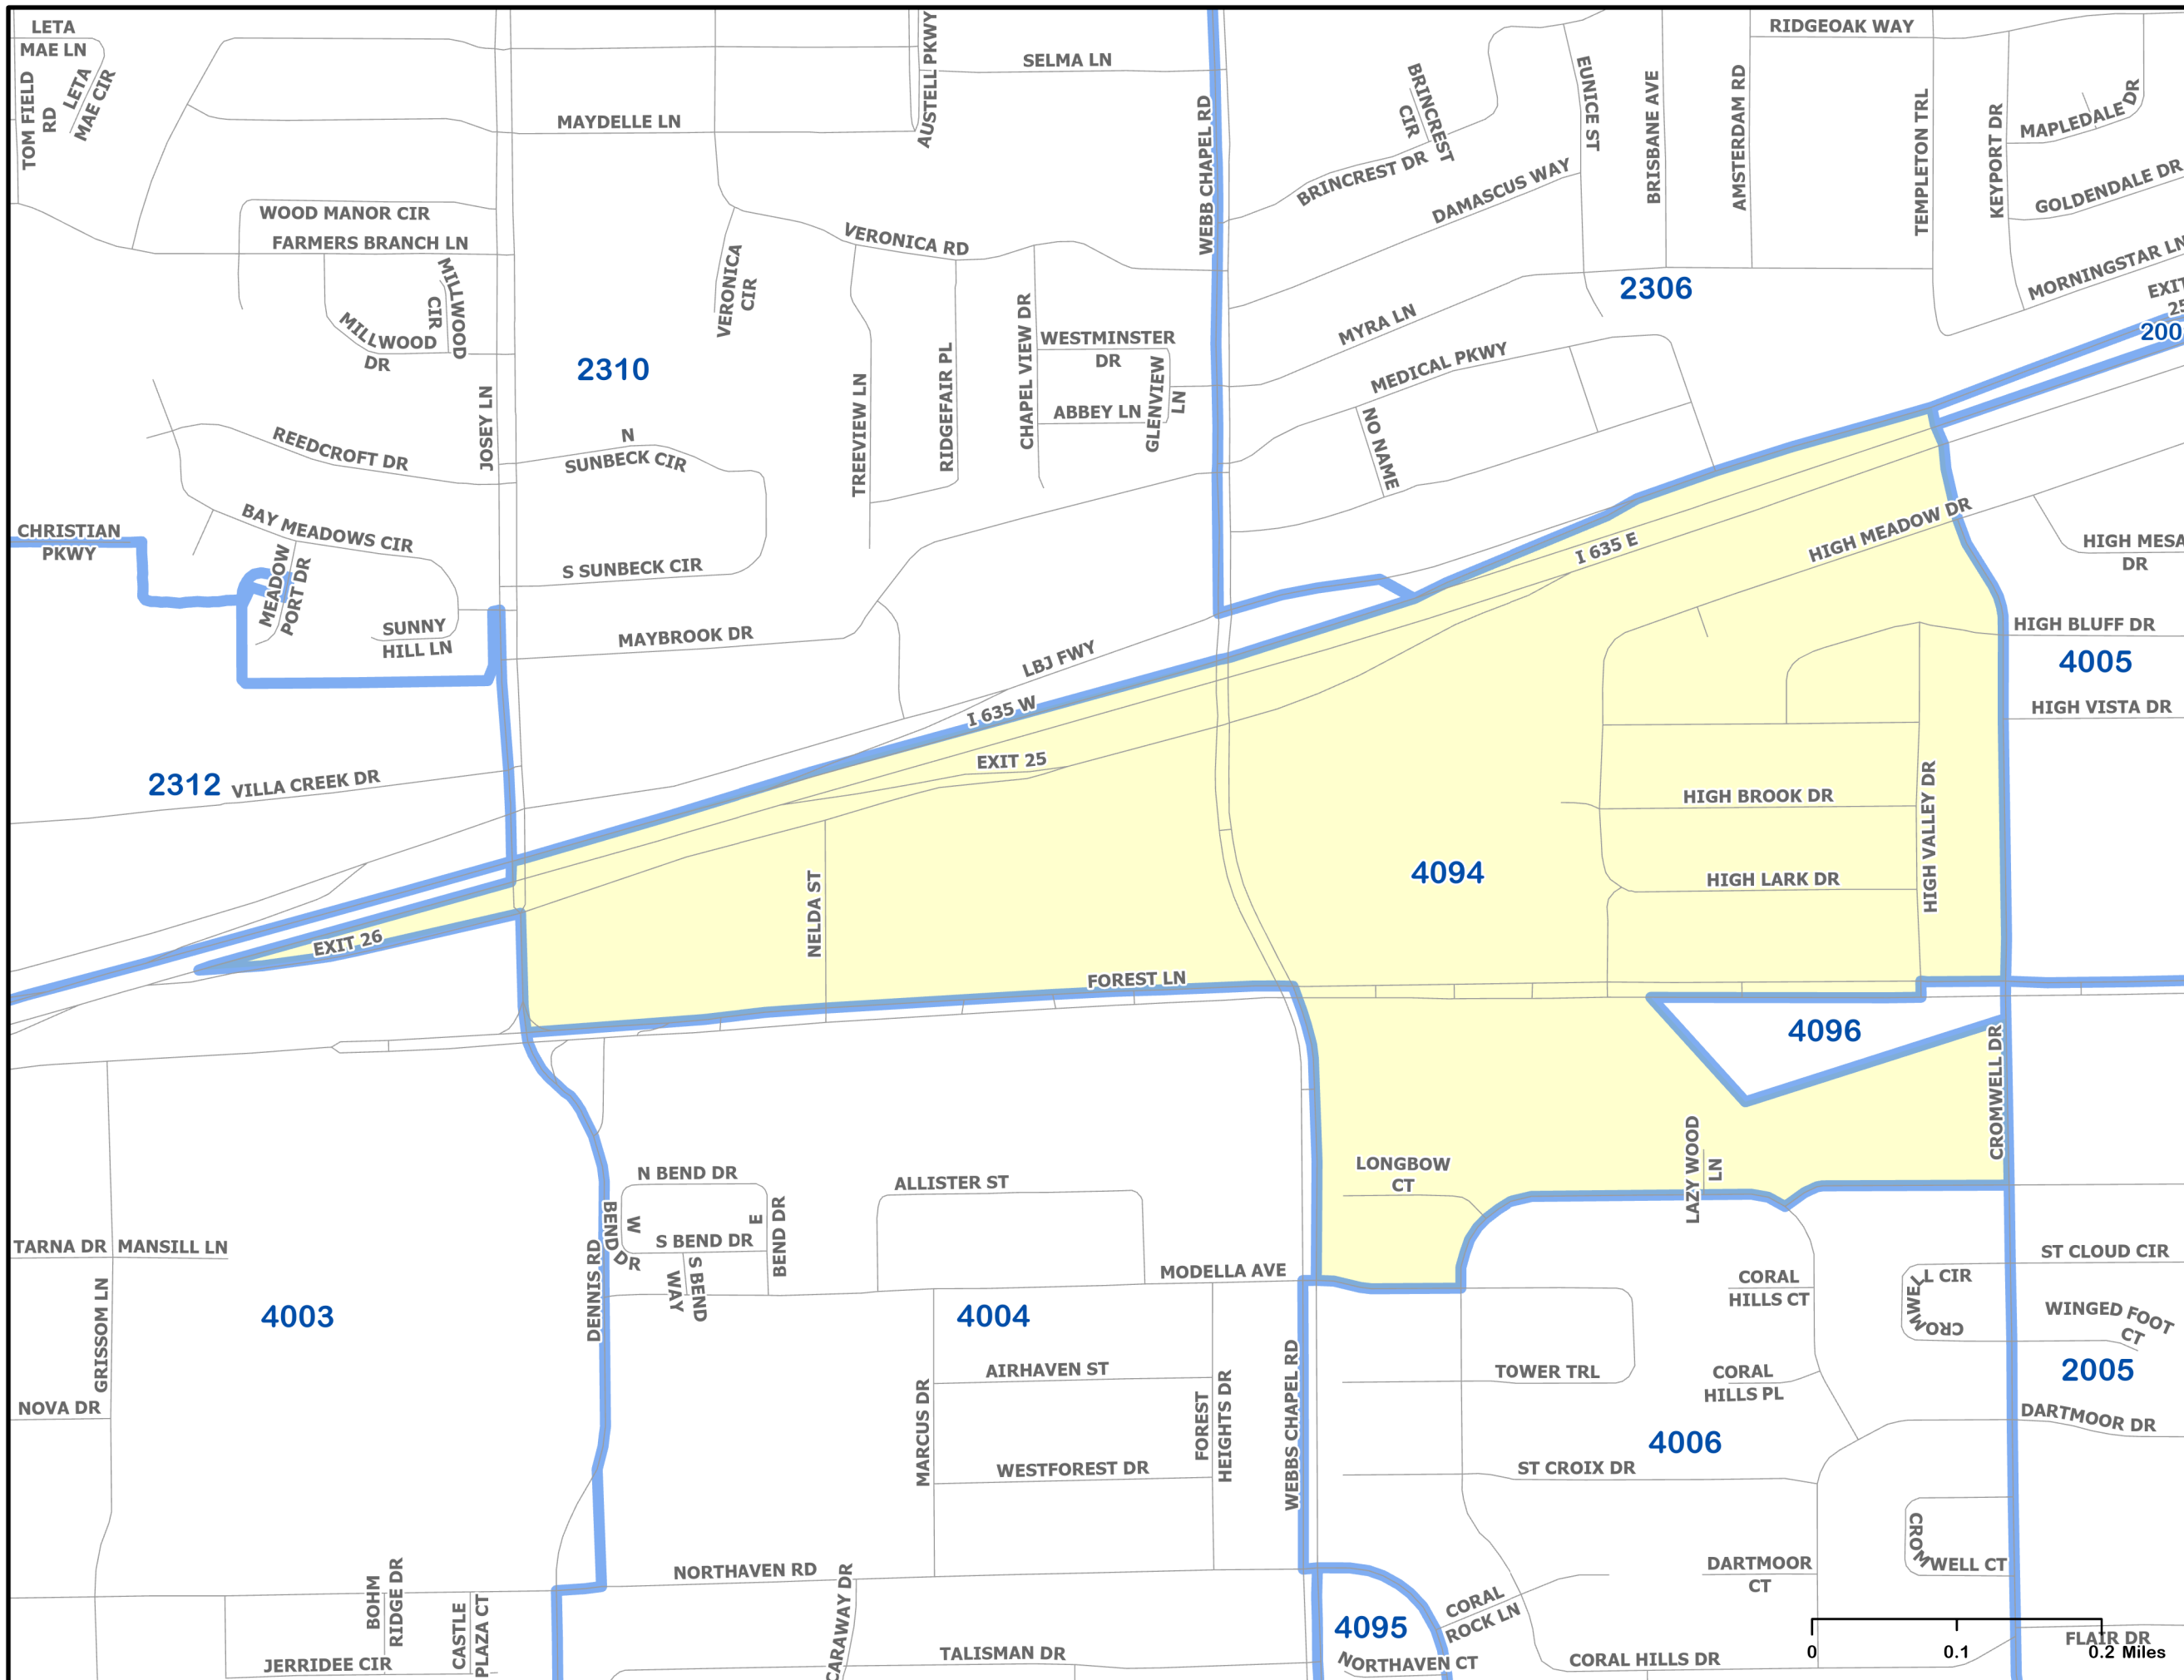 LETA
MAE LN
TOM FIELD
RD
LETA
MAE CIR
AUSTELL PKWY
SELMA LN
MAYDELLE LN
WEBB CHAPEL RD
BRINCREST
CIR
BRINCREST DR
EUNICE ST
BRISBANE AVE
AMSTERDAM RD
RIDGEOAK WAY
TEMPLETON TRL
KEYPORT DR
MAPLEDALE DR
GOLDENDALE DR
MORNINGSTAR LN
EXIT
25
200
DAMASCUS WAY
WOOD MANOR CIR
FARMERS BRANCH LN
MILLWOOD
CIR
MILLWOOD
DR
VERONICA
CIR
VERONICA RD
2306
MYRA LN
MEDICAL PKWY
NO NAME
2310
JOSEY LN
TREEVIEW LN
RIDGEFAIR PL
CHAPEL VIEW DR
WESTMINSTER
DR
GLENVIEW
LN
ABBEY LN
REEDCROFT DR
N
SUNBECK CIR
BAY MEADOWS CIR
CHRISTIAN
PKWY
MEADOW
PORT DR
S SUNBECK CIR
SUNNY
HILL LN
MAYBROOK DR
LBJ FWY
I 635 W
I 635 E
HIGH MEADOW DR
HIGH MESA
DR
HIGH BLUFF DR
4005
HIGH VISTA DR
2312
VILLA CREEK DR
EXIT 25
HIGH BROOK DR
HIGH VALLEY DR
4094
HIGH LARK DR
NELDA ST
EXIT 26
FOREST LN
4096
CROMWELL DR
LONGBOW
CT
LAZY WOOD
LN
N BEND DR
W
BEND DR
E
BEND DR
S BEND DR
S BEND
WAY
ALLISTER ST
MODELLA AVE
TARNA DR
MANSILL LN
GRISSOM LN
4003
DENNIS RD
4004
AIRHAVEN ST
MARCUS DR
FOREST
HEIGHTS DR
WEBBS CHAPEL RD
WESTFOREST DR
NOVA DR
CORAL
HILLS CT
TOWER TRL
CORAL
HILLS PL
4006
ST CROIX DR
ST CLOUD CIR
CROMWELL CIR
WINGED FOOT
CT
2005
DARTMOOR DR
CROMWELL CT
DARTMOOR
CT
NORTHAVEN RD
BOHM
RIDGE DR
CASTLE
PLAZA CT
JERRIDEE CIR
CARAWAY DR
TALISMAN DR
4095
NORTHAVEN CT
CORAL
ROCK LN
CORAL HILLS DR
FLAIR DR
0 0.1 0.2 Miles